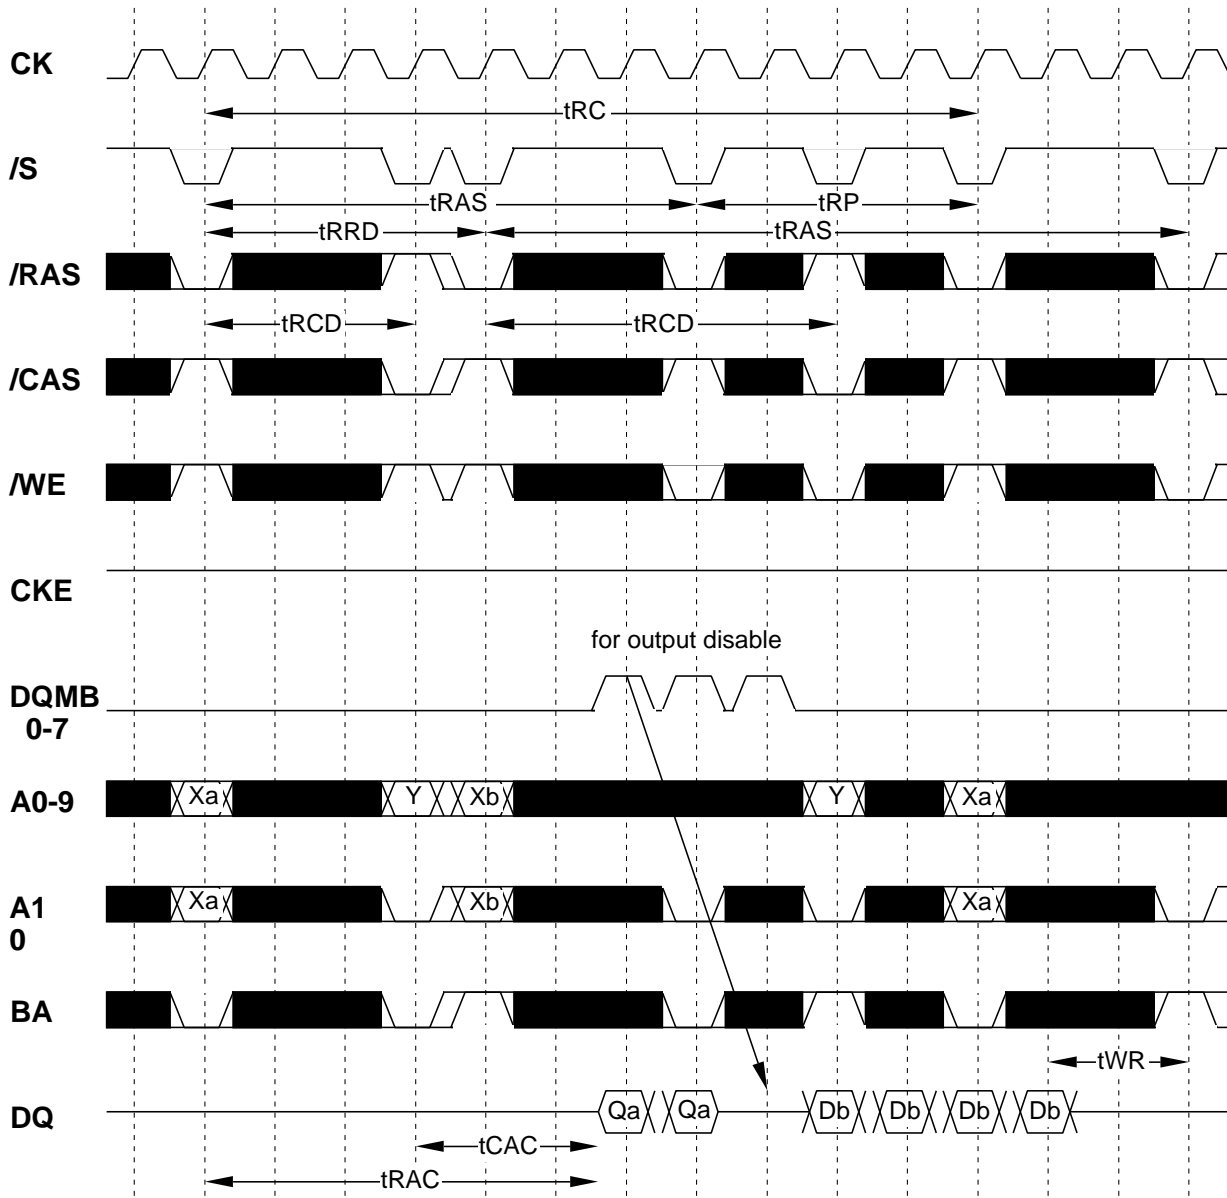 CK
tRC
/S
tRAS
tRP
tRRD
tRAS
/RAS
tRCD
tRCD
/CAS
/WE
CKE
for output disable
DQMB
0-7
A0-9
Xa
Y
Xb
Y
Xa
A1
0
Xa
Xb
Xa
BA
tWR
DQ
Qa
Qa
Db
Db
Db
Db
tCAC
tRAC